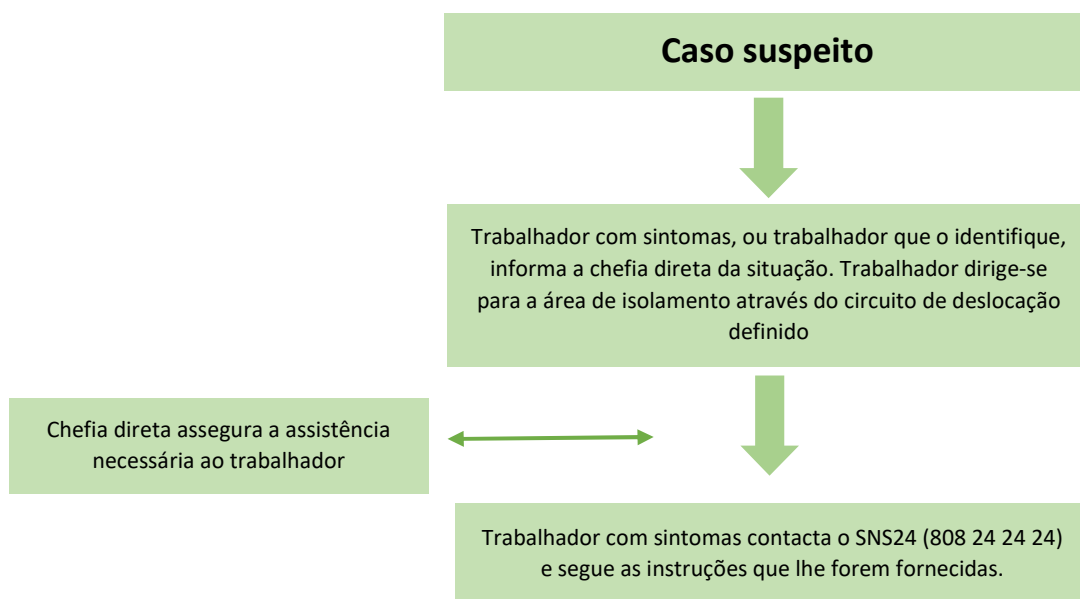 Caso suspeito
Trabalhador com sintomas, ou trabalhador que o identifique,
informa a chefia direta da situação. Trabalhador dirige-se
para a área de isolamento através do circuito de deslocação
definido
Chefia direta assegura a assistência
necessária ao trabalhador
Trabalhador com sintomas contacta o SNS24 (808 24 24 24)
e segue as instruções que lhe forem fornecidas.